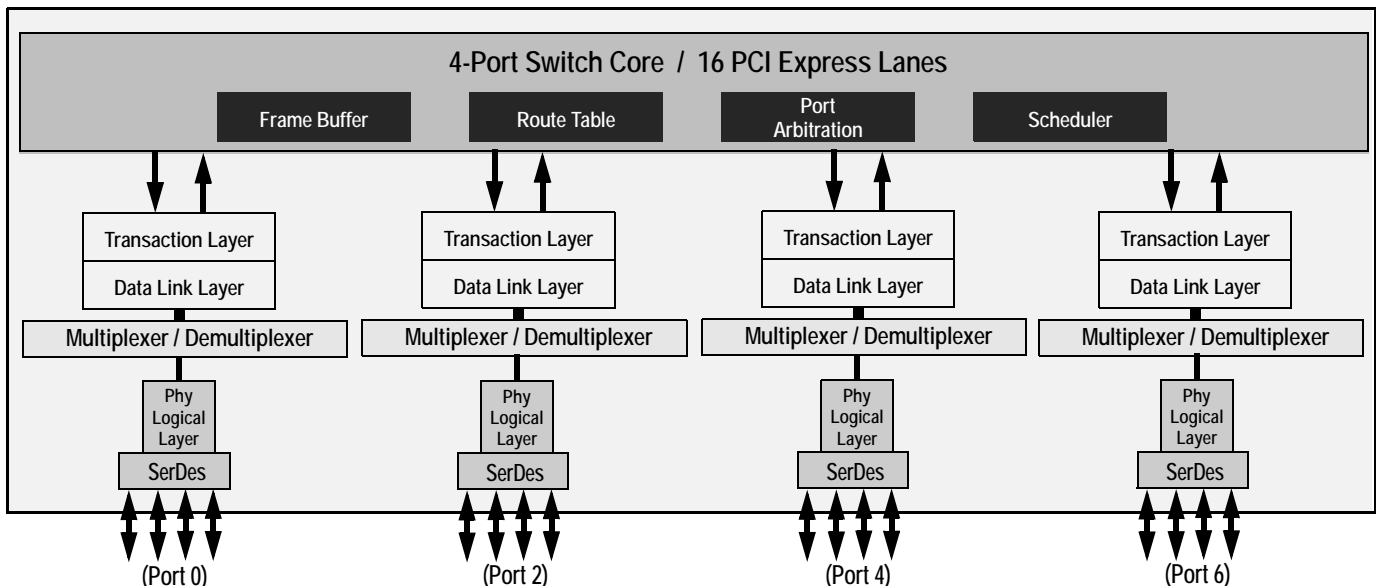 4-Port Switch Core / 16 PCI Express Lanes
Frame Buffer
Route Table
Port
Arbitration
Scheduler
Transaction Layer
Data Link Layer
Multiplexer / Demultiplexer
Phy
Logical
Layer
SerDes
(Port 0)
Transaction Layer
Data Link Layer
Multiplexer / Demultiplexer
Phy
Logical
Layer
SerDes
(Port 2)
Transaction Layer
Data Link Layer
Multiplexer / Demultiplexer
Phy
Logical
Layer
SerDes
(Port 4)
Transaction Layer
Data Link Layer
Multiplexer / Demultiplexer
Phy
Logical
Layer
SerDes
(Port 6)